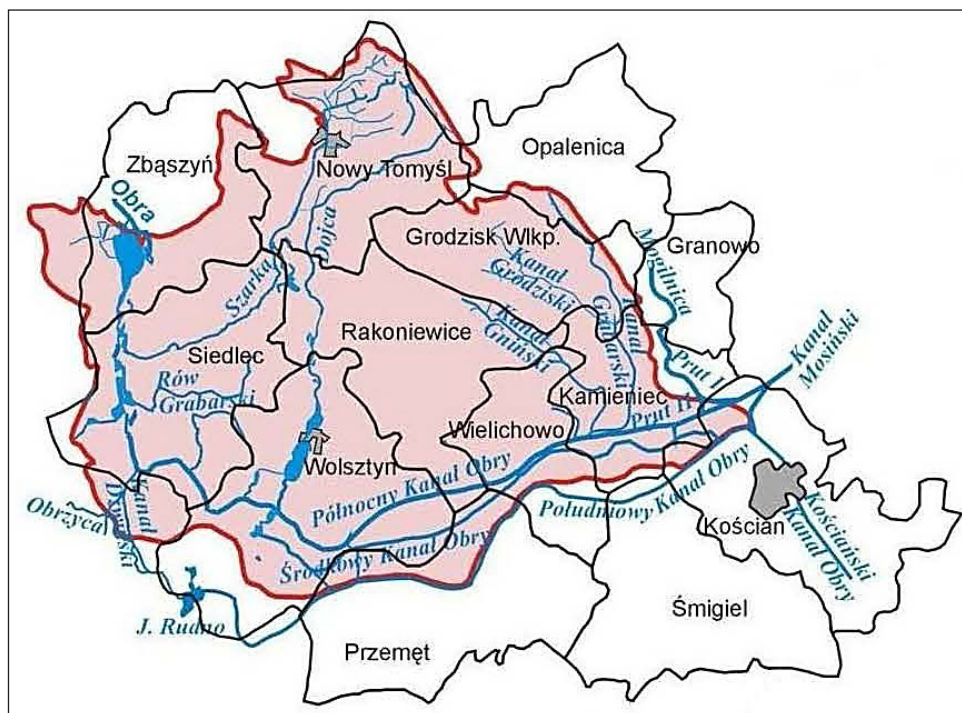 Opalenica
Zbąszyń
Nowy Tomyśl
Obra
Dojca
Grodzisk Wlkp.
Mogilnica
Granowo
Szarka
Kanał
Grodziski
Kanał
Grabarski
Rakoniewice
Kanał
Gniński
Siedlec
Rów
Grabarski
Prut I
Kanał
Mosiński
Kamieniec
Prut II
Wielichowo
Wolsztyn
Północny Kanał Obry
Południowy Kanał Obry
Kanał
Obrzyca
Kościan
Kościański
Kanał Obry
Środkowy Kanał Obry
Śmigiel
J. Rudno
Przemęt